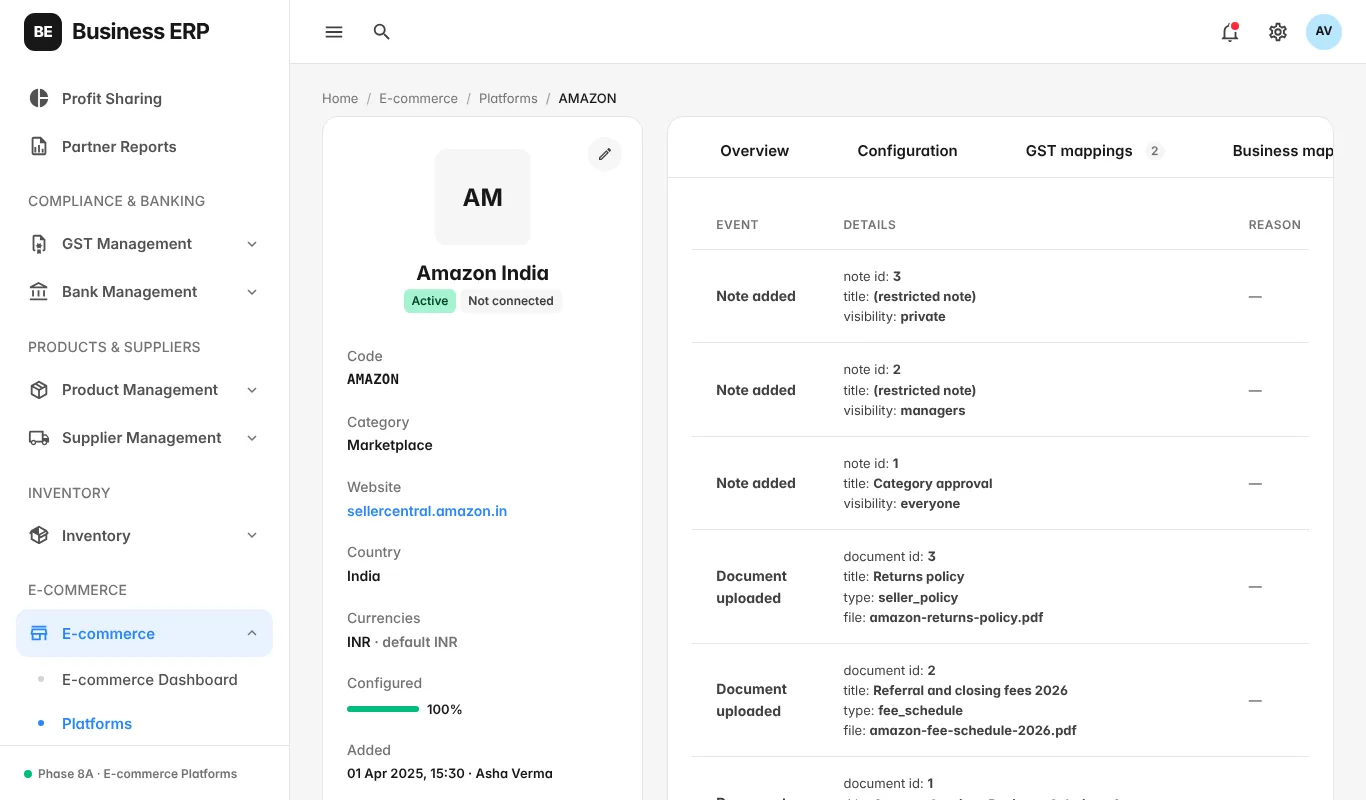 BE Business ERP
AV
Profit Sharing
Partner Reports
COMPLIANCE & BANKING
GST Management
Bank Management
PRODUCTS & SUPPLIERS
Product Management
Supplier Management
INVENTORY
Inventory
E-COMMERCE
E-commerce
E-commerce Dashboard
Platforms
Phase 8A · E-commerce Platforms
Home / E-commerce / Platforms / AMAZON
AM
Amazon India
Active Not connected
Code
AMAZON
Category
Marketplace
Website
sellercentral.amazon.in
Country
India
Currencies
INR · default INR
Configured
100%
Added
01 Apr 2025, 15:30 · Asha Verma
Overview Configuration GST mappings 2 Business map
EVENT DETAILS REASON
Note added
note id: 3
title: (restricted note)
visibility: private
—
Note added
note id: 2
title: (restricted note)
visibility: managers
—
Note added
note id: 1
title: Category approval
visibility: everyone
—
Document
uploaded
document id: 3
title: Returns policy
type: seller_policy
file: amazon-returns-policy.pdf
—
Document
uploaded
document id: 2
title: Referral and closing fees 2026
type: fee_schedule
file: amazon-fee-schedule-2026.pdf
—
document id: 1